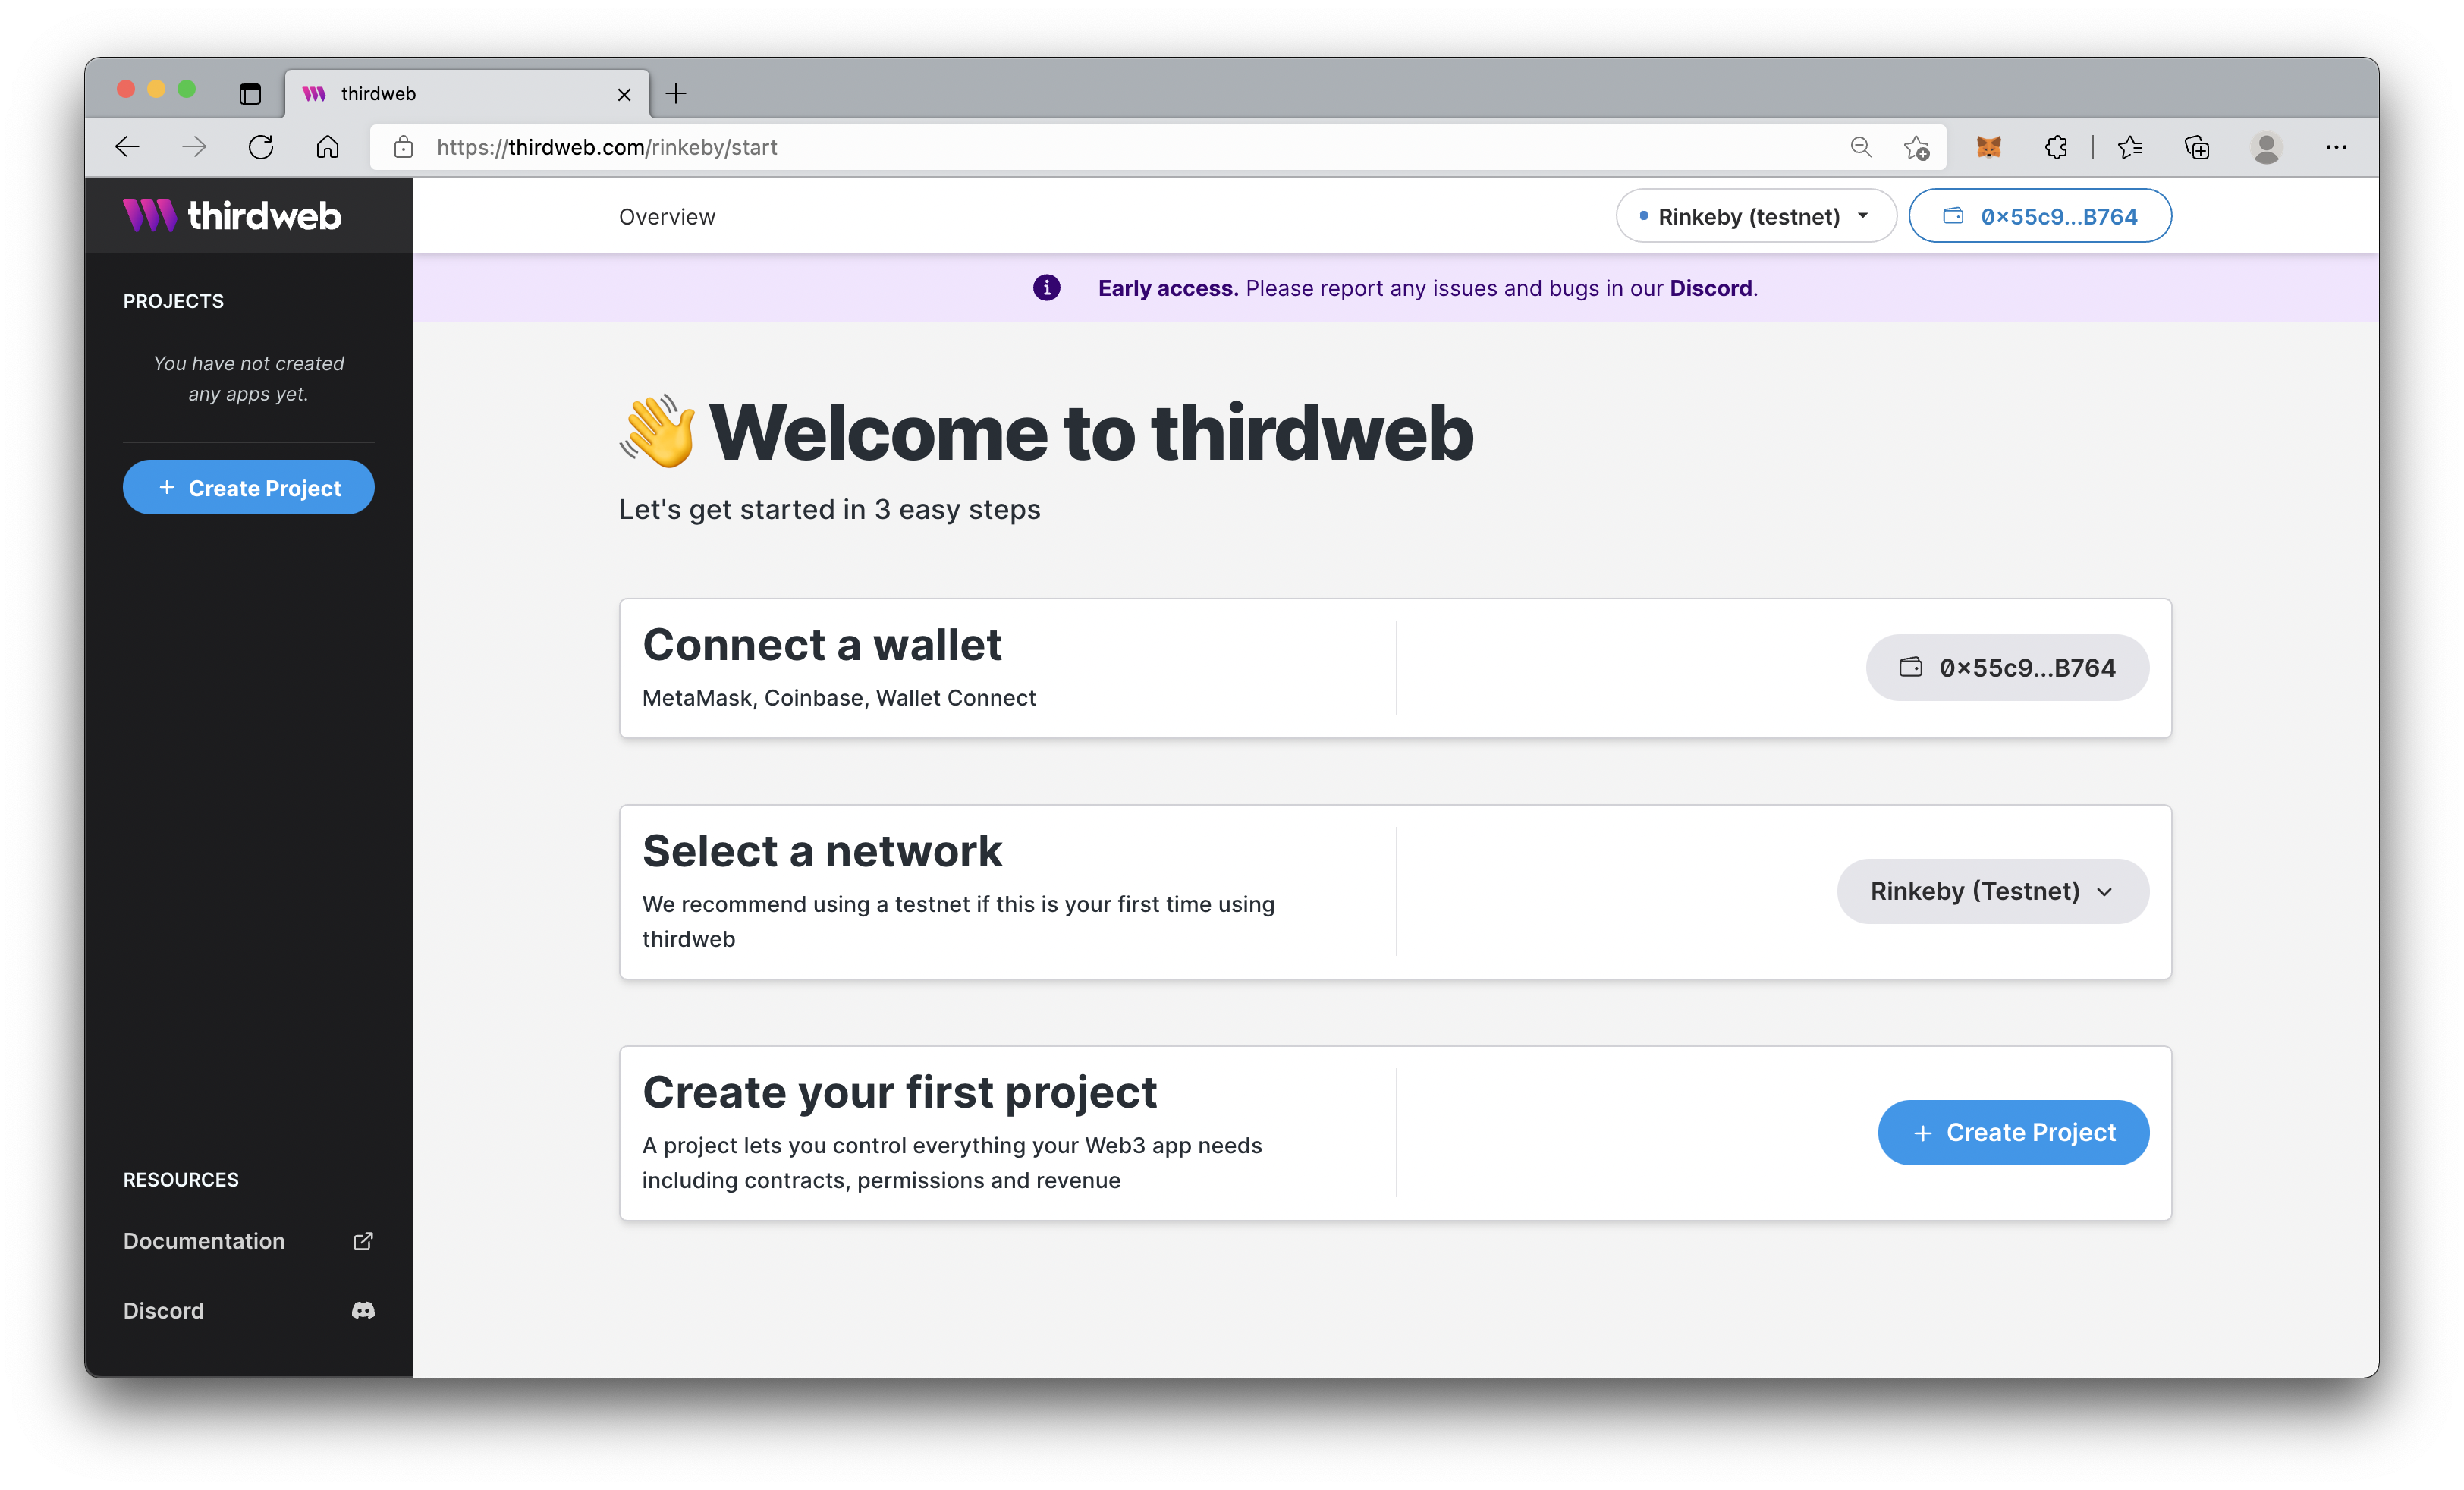 thirdweb
https://thirdweb.com/rinkeby/start
thirdweb
Overview
Rinkeby (testnet)
0x55c9...B764
Early access. Please report any issues and bugs in our Discord.
PROJECTS
You have not created
any apps yet.
+ Create Project
👋 Welcome to thirdweb
Let's get started in 3 easy steps
Connect a wallet
MetaMask, Coinbase, Wallet Connect
0x55c9...B764
Select a network
We recommend using a testnet if this is your first time using
thirdweb
Rinkeby (Testnet)
Create your first project
A project lets you control everything your Web3 app needs
including contracts, permissions and revenue
+ Create Project
RESOURCES
Documentation
Discord